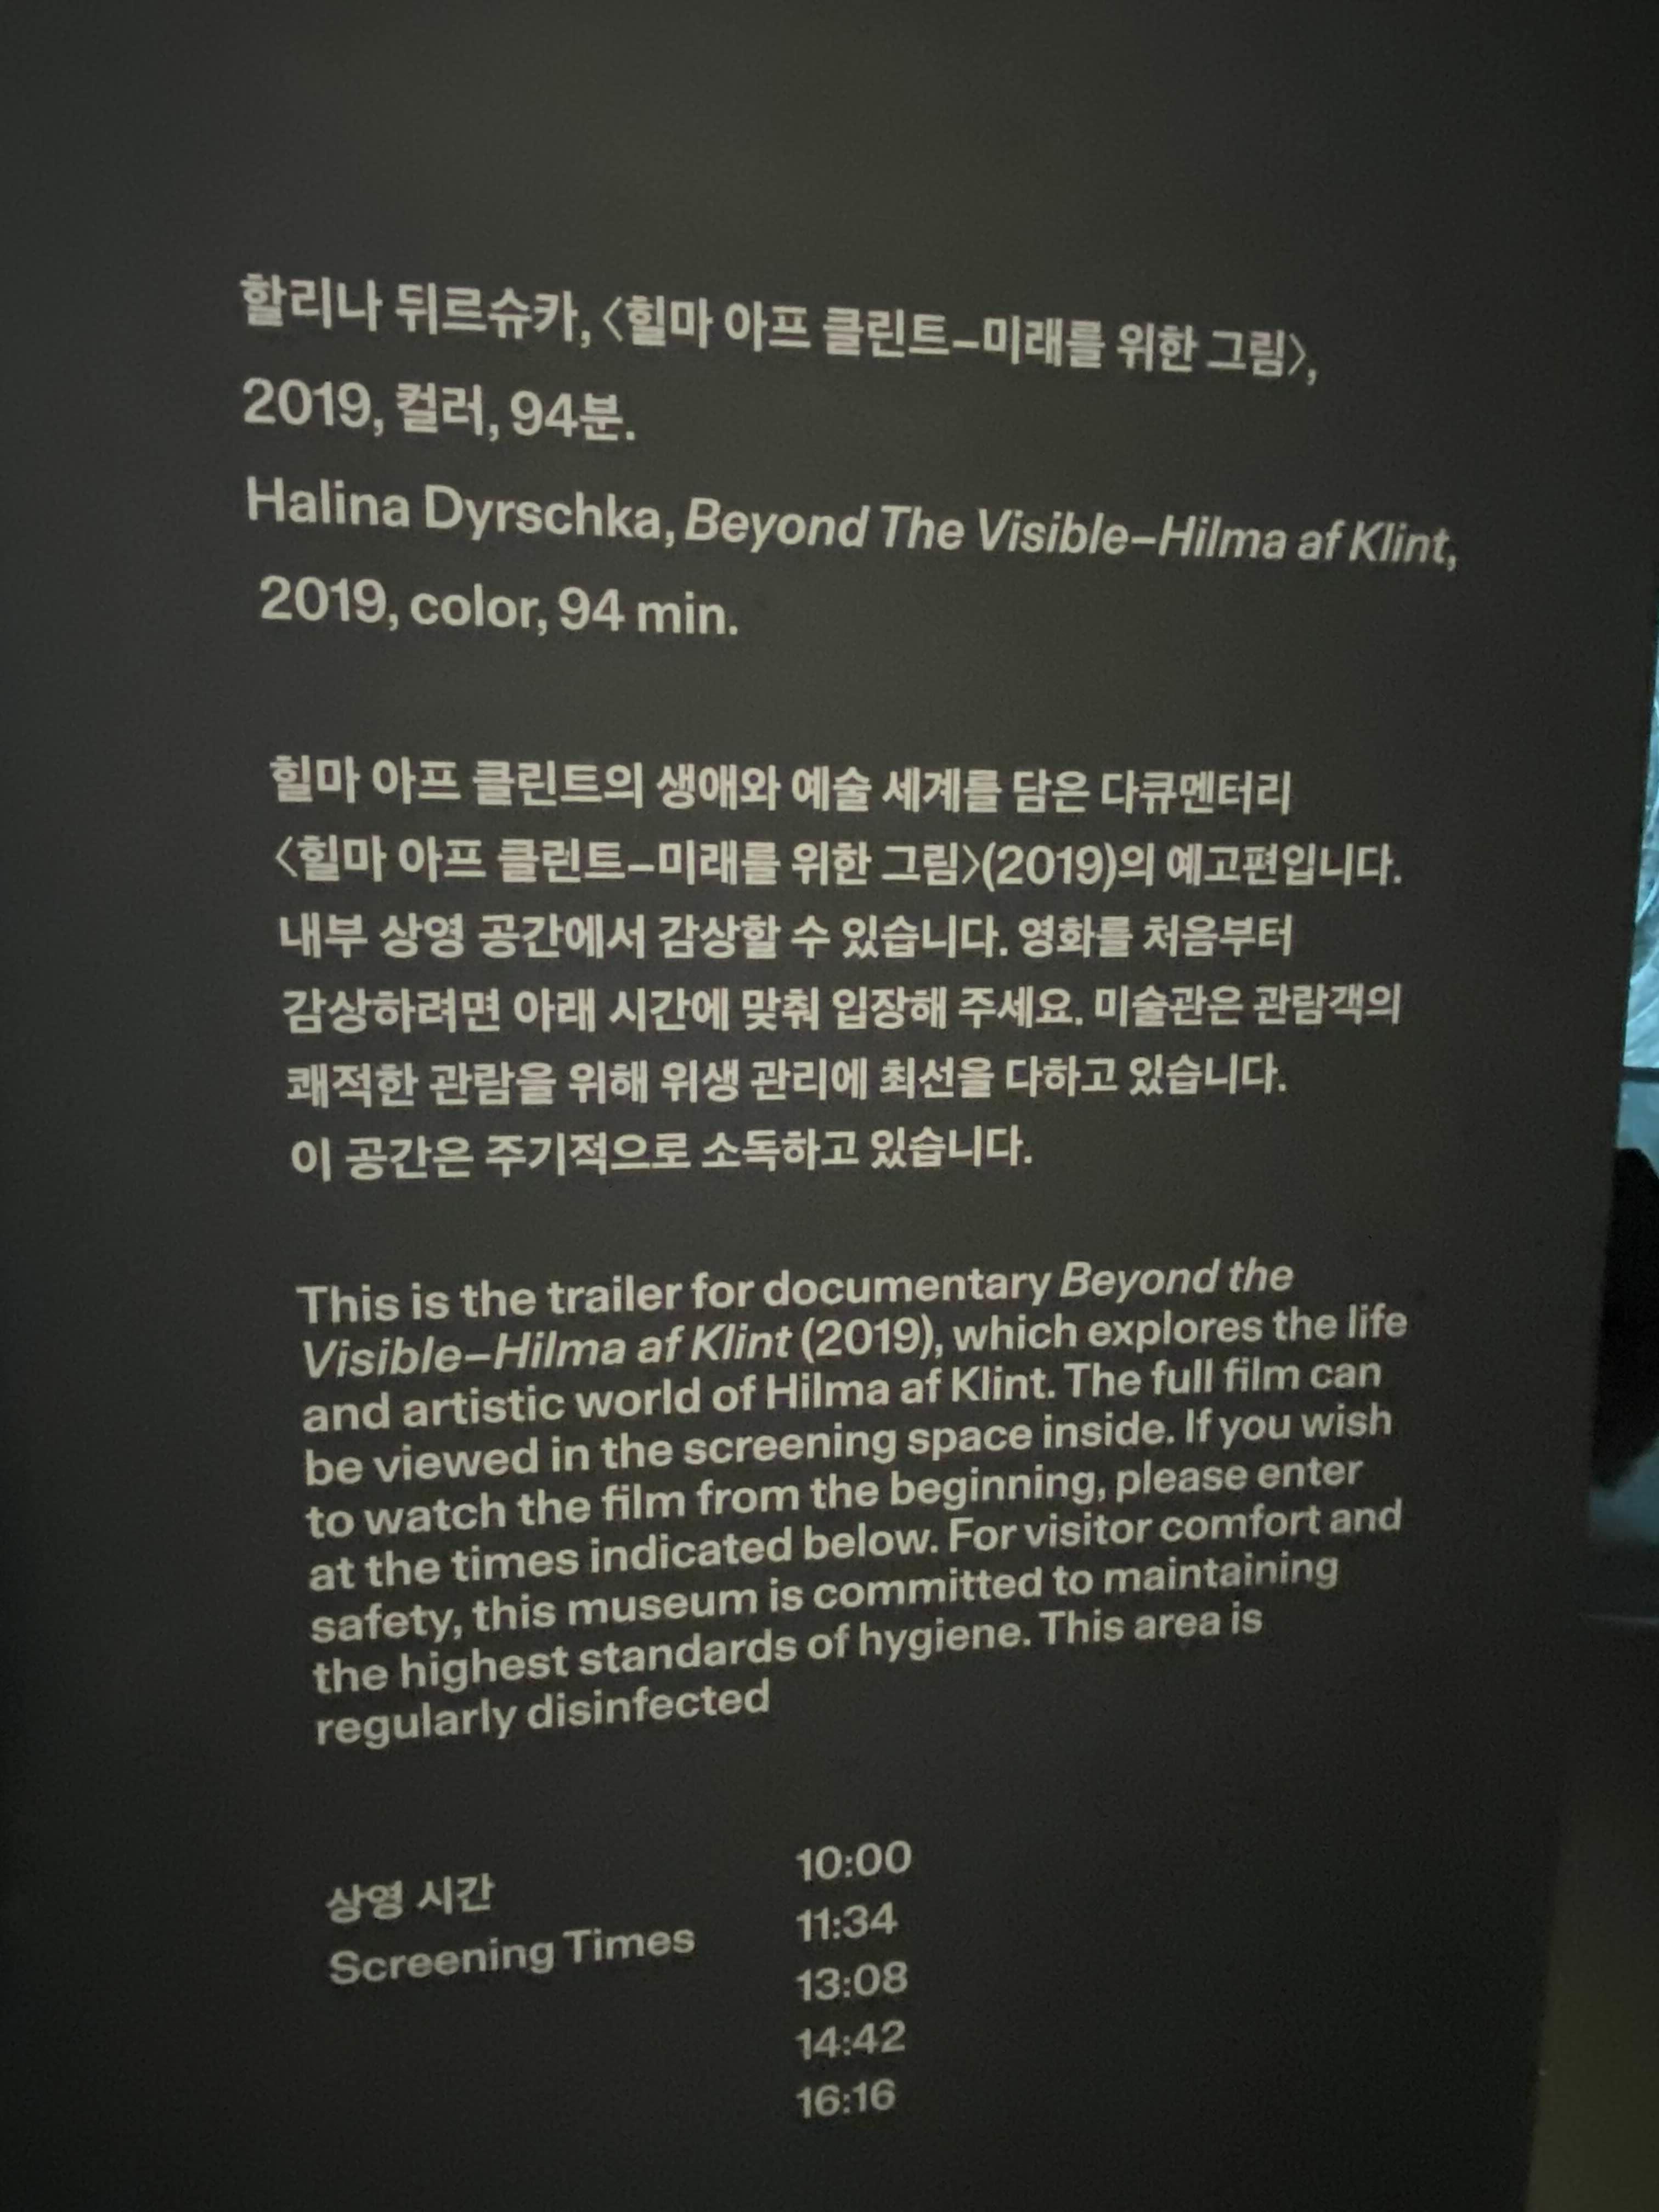 할리나 뒤르슈카, 〈힐마 아프 클린트–미래를 위한 그림〉,
2019, 컬러, 94분.
Halina Dyrschka, Beyond The Visible–Hilma af Klint,
2019, color, 94 min.
힐마 아프 클린트의 생애와 예술 세계를 담은 다큐멘터리
〈힐마 아프 클린트–미래를 위한 그림〉(2019)의 예고편입니다.
내부 상영 공간에서 감상할 수 있습니다. 영화를 처음부터
감상하려면 아래 시간에 맞춰 입장해 주세요. 미술관은 관람객의
쾌적한 관람을 위해 위생 관리에 최선을 다하고 있습니다.
이 공간은 주기적으로 소독하고 있습니다.
This is the trailer for documentary Beyond the
Visible–Hilma af Klint (2019), which explores the life
and artistic world of Hilma af Klint. The full film can
be viewed in the screening space inside. If you wish
to watch the film from the beginning, please enter
at the times indicated below. For visitor comfort and
safety, this museum is committed to maintaining
the highest standards of hygiene. This area is
regularly disinfected
상영 시간
Screening Times
10:00
11:34
13:08
14:42
16:16